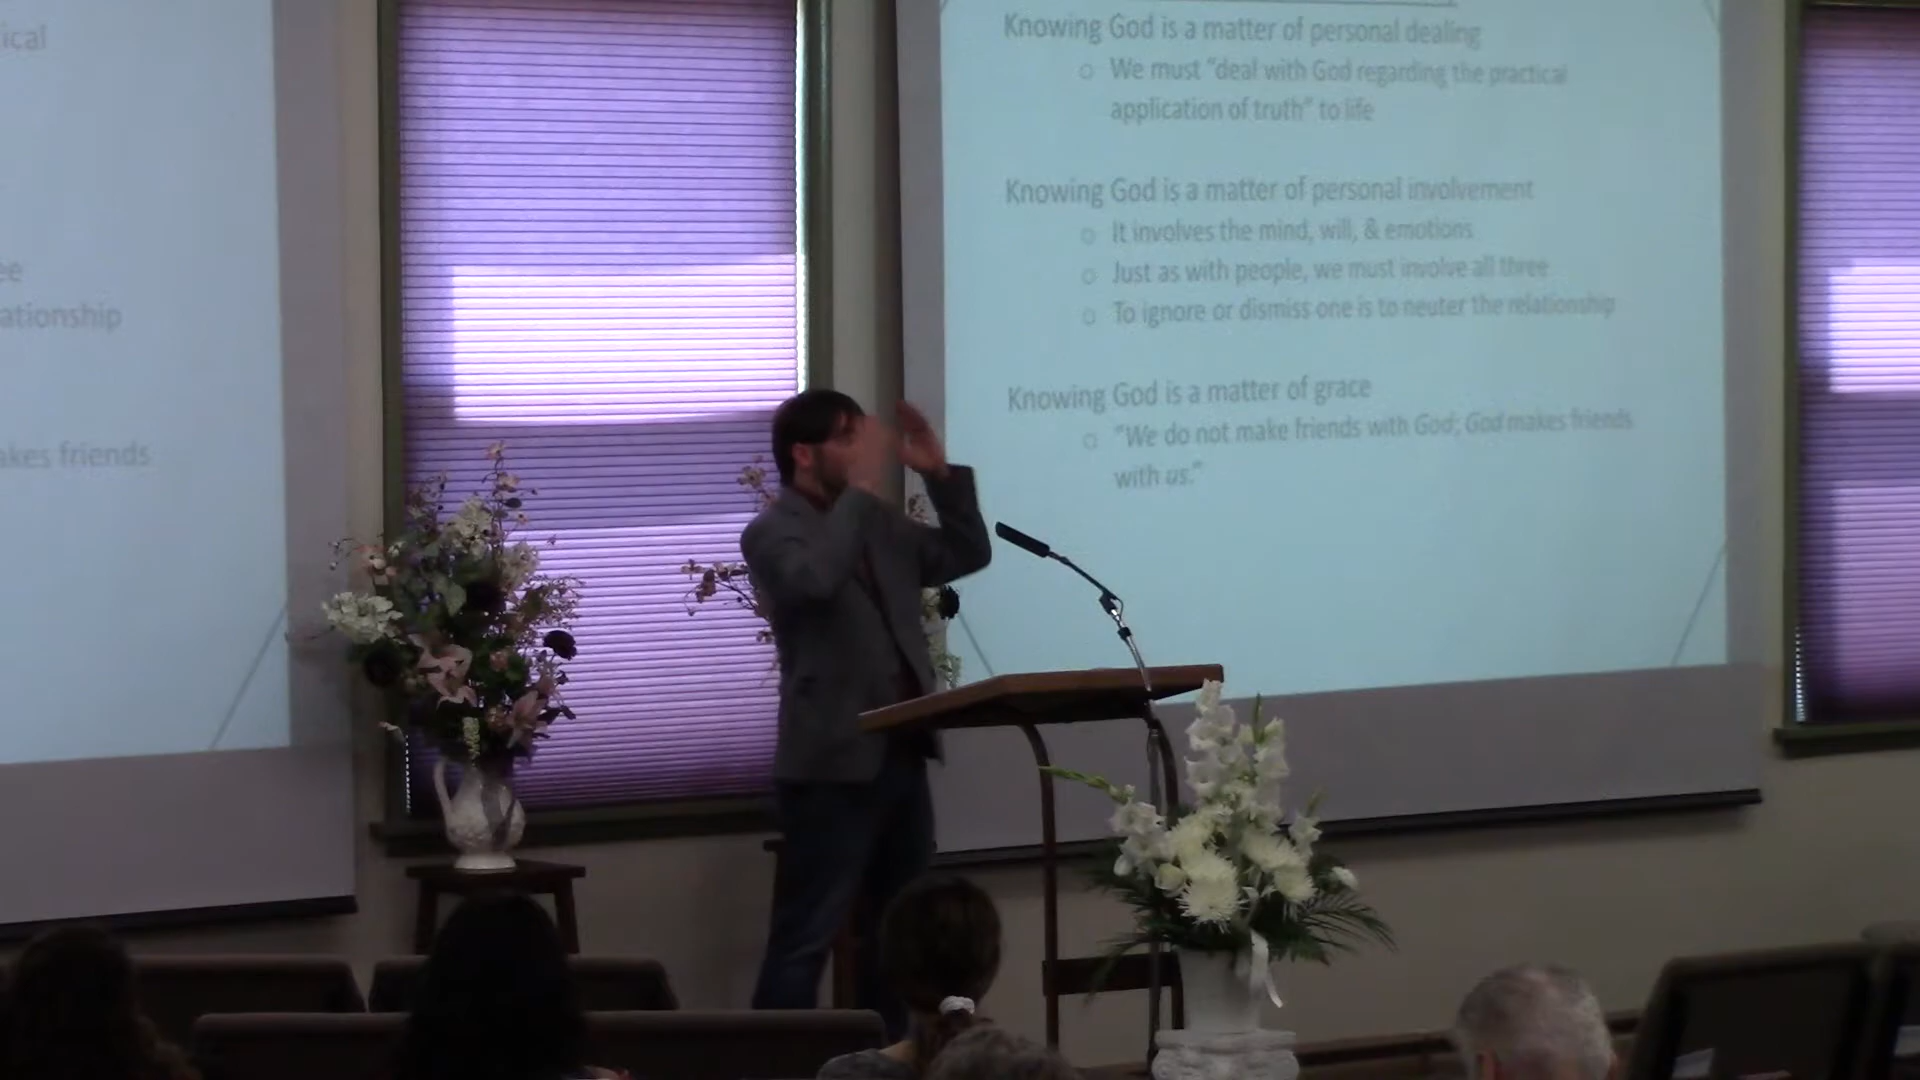 ical
ee
ationship
akes friends
Knowing God is a matter of personal dealing
We must “deal with God regarding the practical
application of truth” to life
Knowing God is a matter of personal involvement
It involves the mind, will, & emotions
Just as with people, we must involve all three
To ignore or dismiss one is to neuter the relationship
Knowing God is a matter of grace
“We do not make friends with God; God makes friends
with us.”